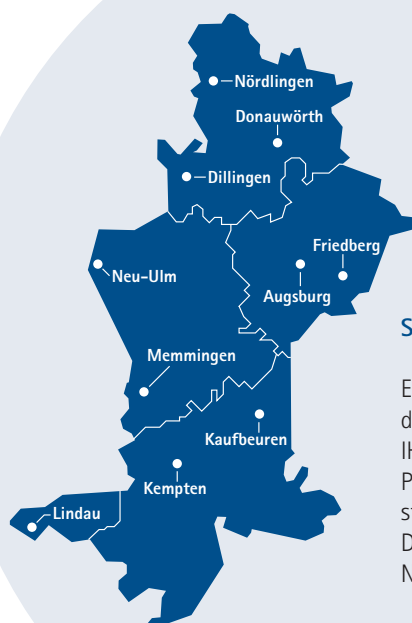 Nördlingen
Donauwörth
Dillingen
Friedberg
Neu-Ulm
Augsburg
Memmingen
Kaufbeuren
Kempten
Lindau